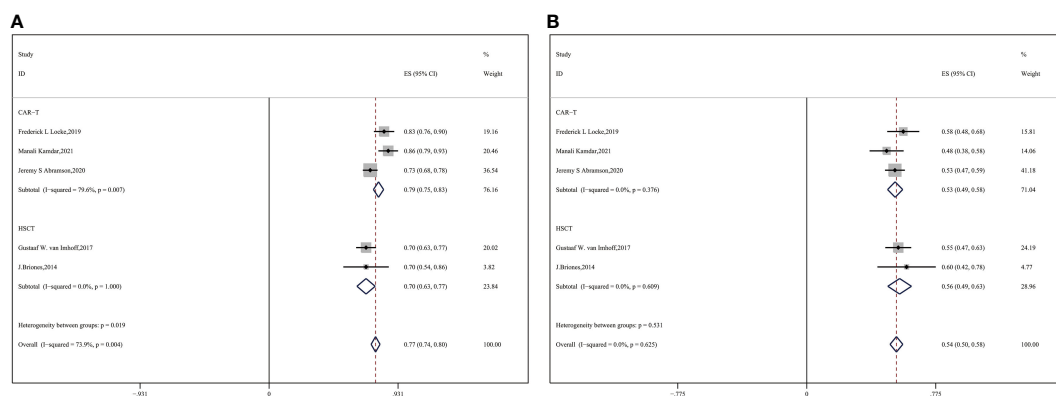 A
Study %
ID ES (95% CI) Weight
CAR−T
Frederick L Locke,2019 0.83 (0.76, 0.90) 19.16
Manali Kamdar,2021 0.86 (0.79, 0.93) 20.46
Jeremy S Abramson,2020 0.73 (0.68, 0.78) 36.54
Subtotal (I−squared = 79.6%, p = 0.007) 0.79 (0.75, 0.83) 76.16
HSCT
Gustaaf W. van Imhoff,2017 0.70 (0.63, 0.77) 20.02
J.Briones,2014 0.70 (0.54, 0.86) 3.82
Subtotal (I−squared = 0.0%, p = 1.000) 0.70 (0.63, 0.77) 23.84
Heterogeneity between groups: p = 0.019
Overall (I−squared = 73.9%, p = 0.004) 0.77 (0.74, 0.80) 100.00
−.931 0 .931
B
Study %
ID ES (95% CI) Weight
CAR−T
Frederick L Locke,2019 0.58 (0.48, 0.68) 15.81
Manali Kamdar,2021 0.48 (0.38, 0.58) 14.06
Jeremy S Abramson,2020 0.53 (0.47, 0.59) 41.18
Subtotal (I−squared = 0.0%, p = 0.376) 0.53 (0.49, 0.58) 71.04
HSCT
Gustaaf W. van Imhoff,2017 0.55 (0.47, 0.63) 24.19
J.Briones,2014 0.60 (0.42, 0.78) 4.77
Subtotal (I−squared = 0.0%, p = 0.609) 0.56 (0.49, 0.63) 28.96
Heterogeneity between groups: p = 0.531
Overall (I−squared = 0.0%, p = 0.625) 0.54 (0.50, 0.58) 100.00
−.775 0 .775